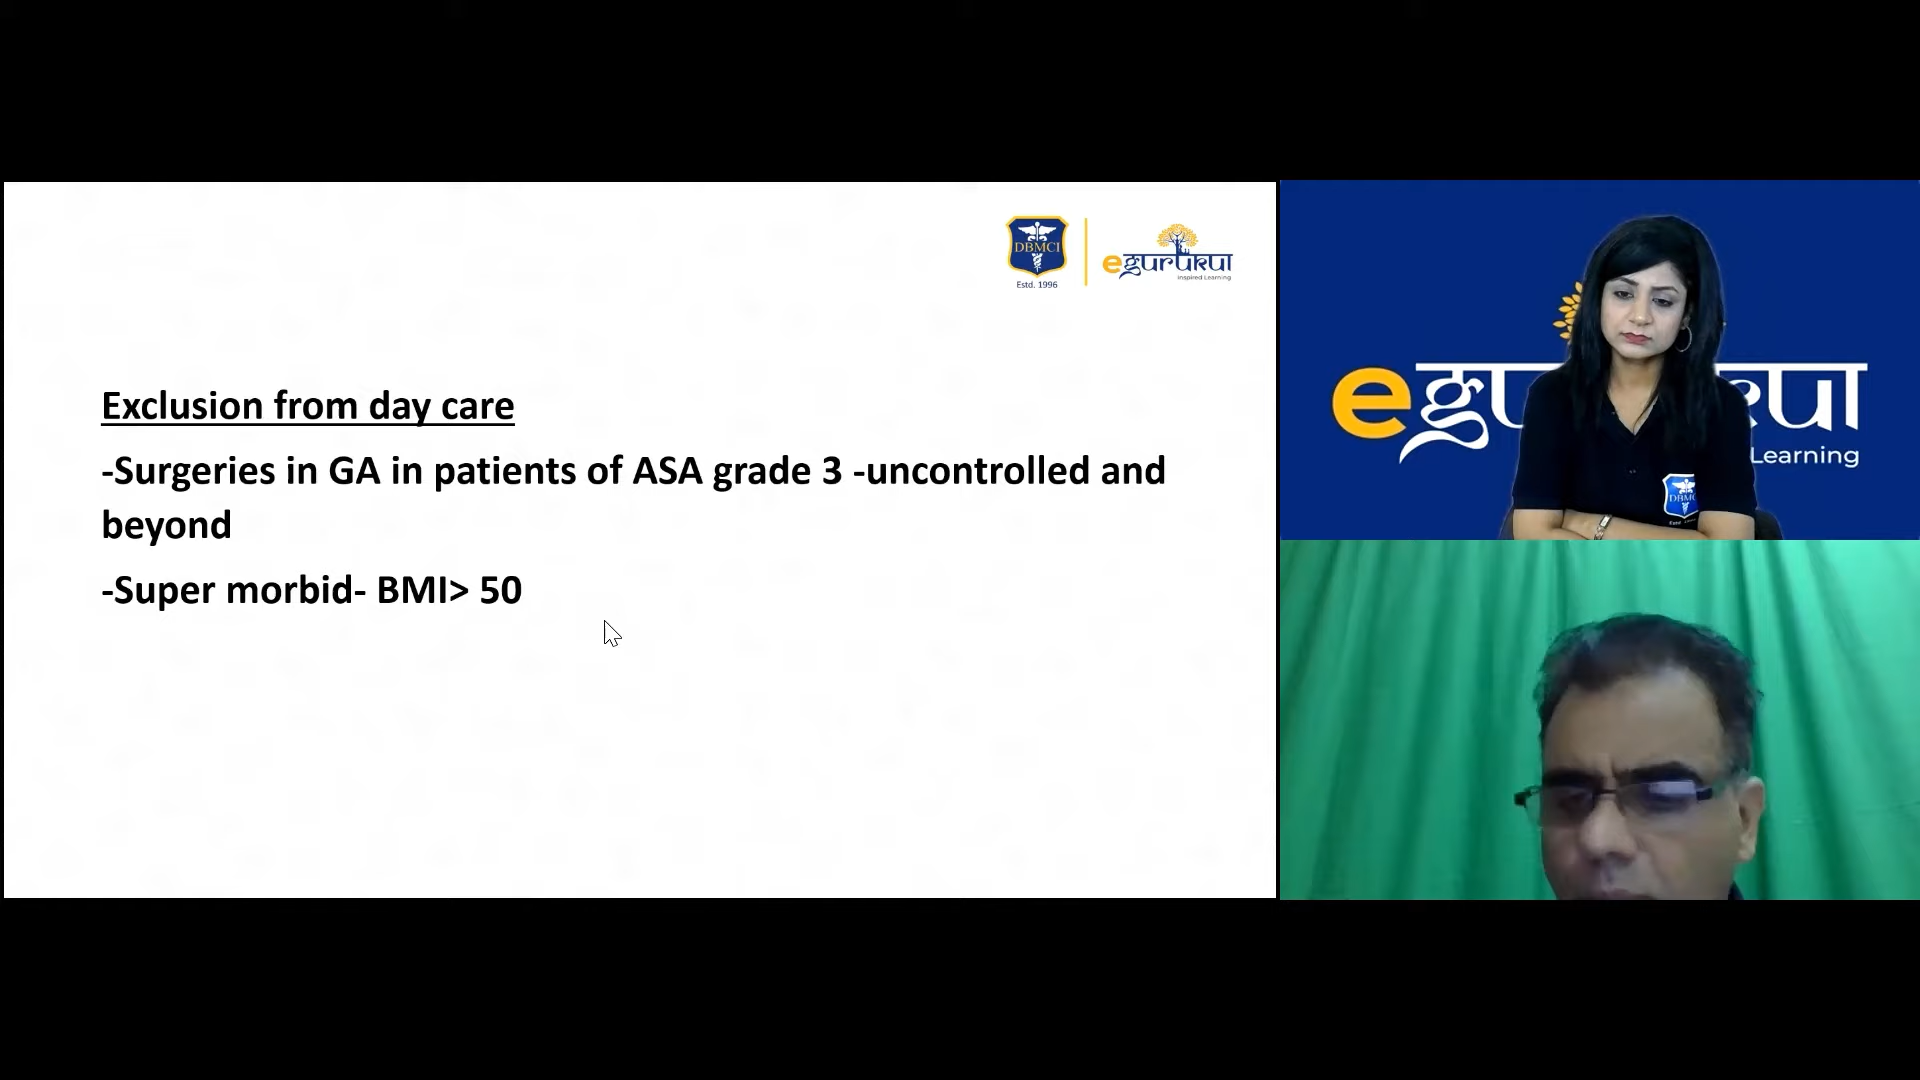 DBMCI
Estd. 1996
egurukul
Inspired Learning
Exclusion from day care
-Surgeries in GA in patients of ASA grade 3 -uncontrolled and
beyond
-Super morbid- BMI> 50
Learning